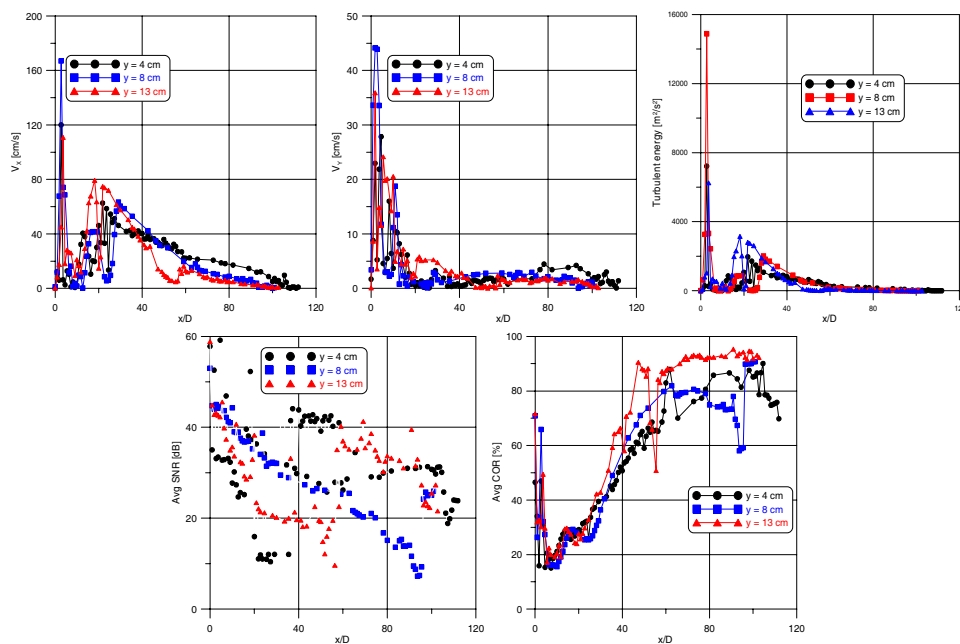 200
160
120
80
40
0
V_X [cm/s]
y = 4 cm
y = 8 cm
y = 13 cm
0 40 80 120
x/D
50
40
30
20
10
0
V_Y [cm/s]
y = 4 cm
y = 8 cm
y = 13 cm
0 40 80 120
x/D
16000
12000
8000
4000
0
Turbulent energy [m²/s²]
y = 4 cm
y = 8 cm
y = 13 cm
0 40 80 120
x/D
60
40
20
0
Avg SNR [dB]
y = 4 cm
y = 8 cm
y = 13 cm
0 40 80 120
x/D
100
80
60
40
20
0
Avg COR [%]
y = 4 cm
y = 8 cm
y = 13 cm
0 40 80 120
x/D